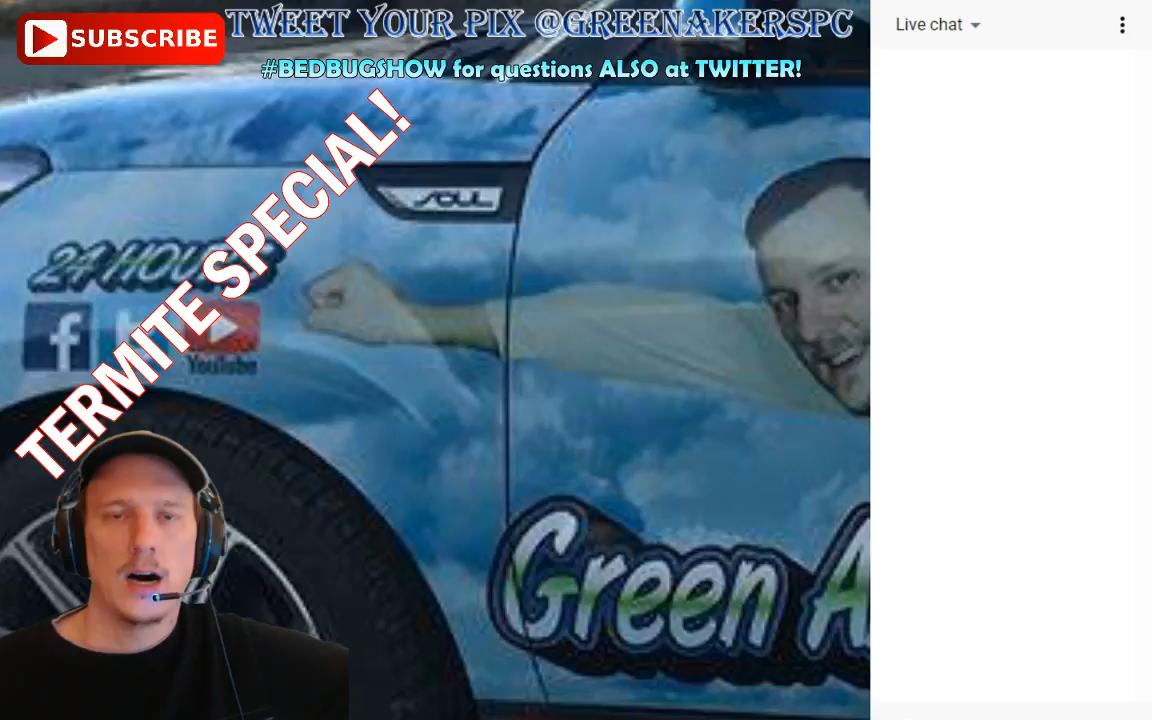 SUBSCRIBE
TWEET YOUR PIX @GREENAKERSPC
Live chat
#BEDBUGSHOW for questions ALSO at TWITTER!
TERMITE SPECIAL!
SOUL
24 HOURS
f
YouTube
Green A